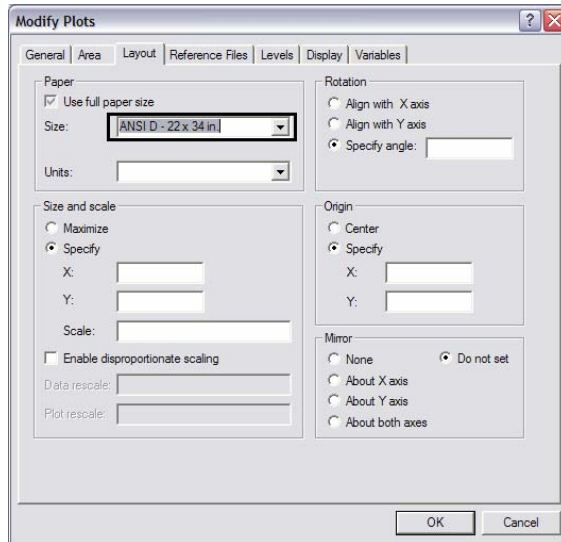 Modify Plots
General Area Layout Reference Files Levels Display Variables
Paper
Use full paper size
Size: ANSI D - 22 x 34 in.
Units:
Rotation
Align with X axis
Align with Y axis
Specify angle:
Size and scale
Maximize
Specify
X:
Y:
Scale:
Enable disproportionate scaling
Data rescale:
Plot rescale:
Origin
Center
Specify
X:
Y:
Mirror
None Do not set
About X axis
About Y axis
About both axes
OK Cancel